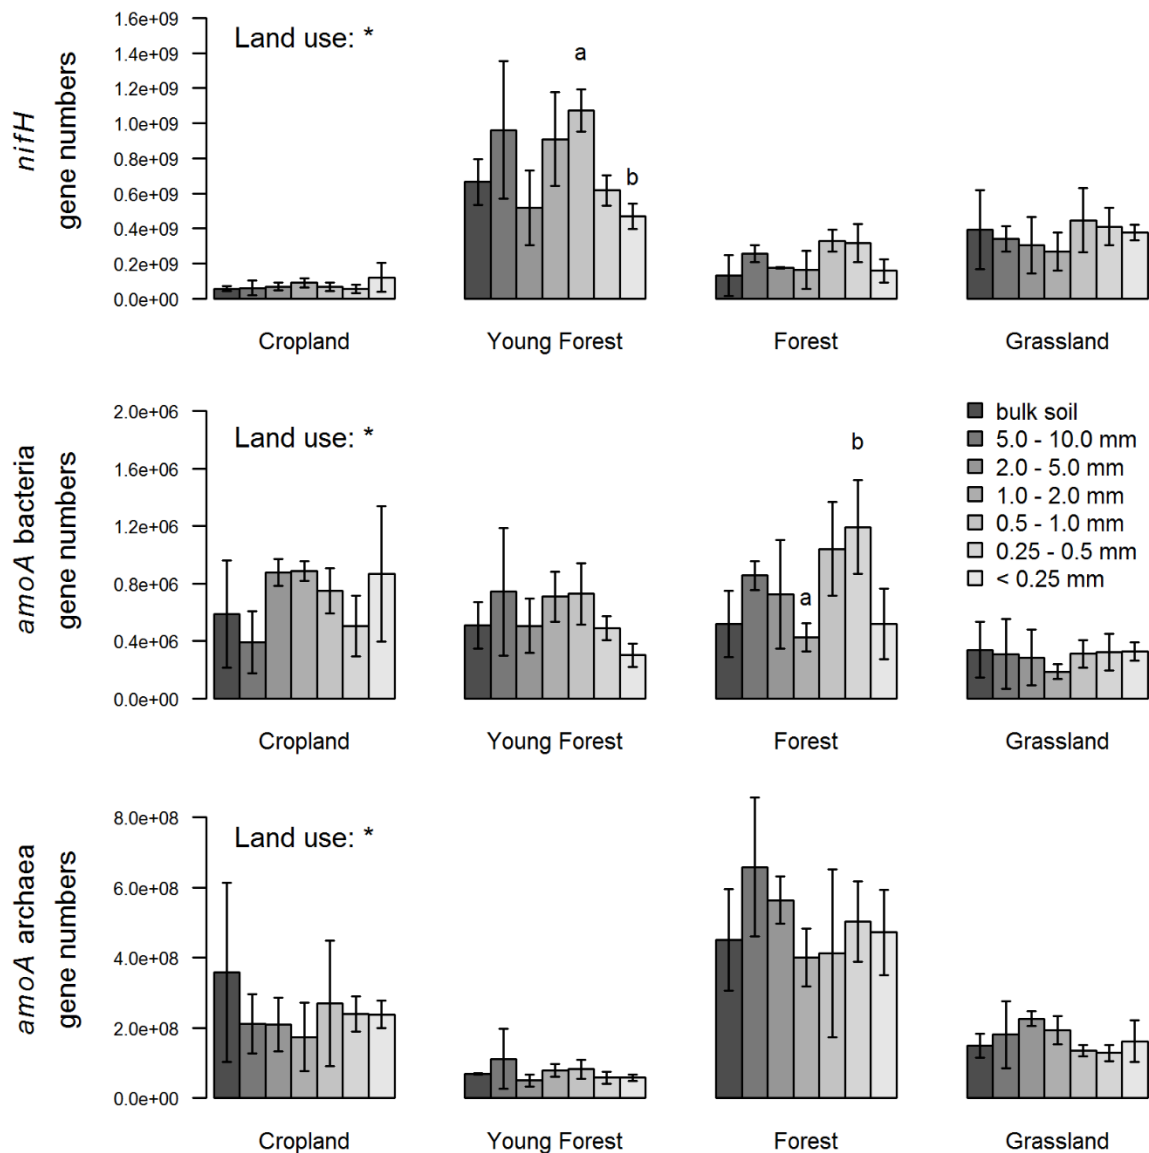 nifH
gene numbers
1.6e+09
1.4e+09
1.2e+09
1.0e+09
0.8e+09
0.6e+09
0.4e+09
0.2e+09
0.0e+00
Land use: *
a
b
Cropland
Young Forest
Forest
Grassland
amoA bacteria
gene numbers
2.0e+06
1.6e+06
1.2e+06
0.8e+06
0.4e+06
0.0e+00
Land use: *
a
b
bulk soil
5.0 - 10.0 mm
2.0 - 5.0 mm
1.0 - 2.0 mm
0.5 - 1.0 mm
0.25 - 0.5 mm
< 0.25 mm
Cropland
Young Forest
Forest
Grassland
amoA archaea
gene numbers
8.0e+08
6.0e+08
4.0e+08
2.0e+08
0.0e+00
Land use: *
Cropland
Young Forest
Forest
Grassland